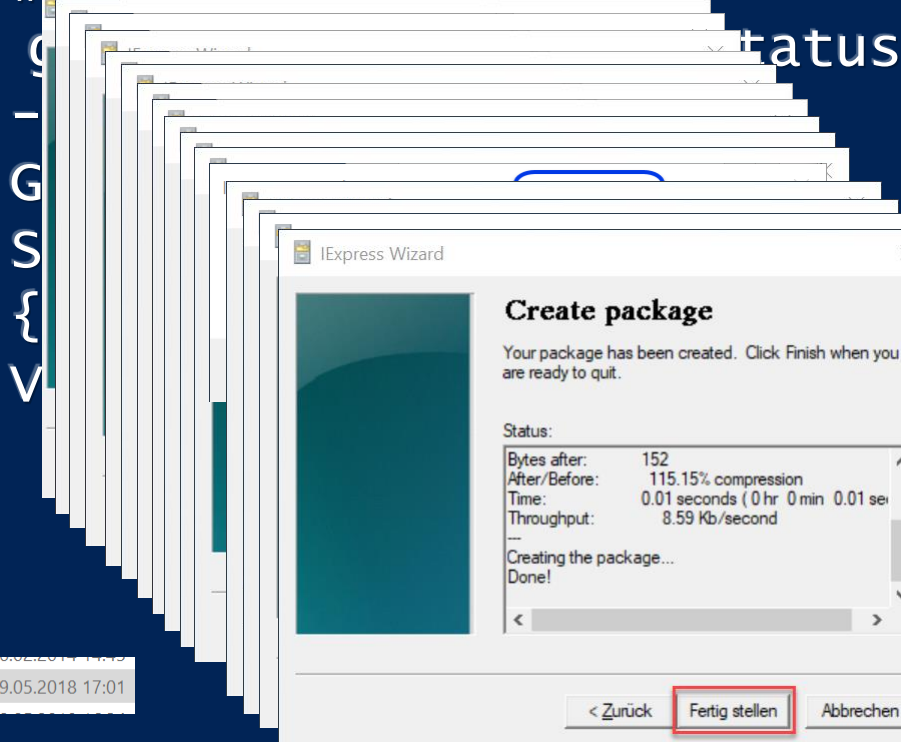 tatus
-
G
S
{
V
IExpress Wizard
Create package
Your package has been created. Click Finish when you
are ready to quit.
Status:
Bytes after: 152
After/Before: 115.15% compression
Time: 0.01 seconds ( 0 hr 0 min 0.01 se
Throughput: 8.59 Kb/second
---
Creating the package...
Done!
9.05.2018 17:01
< Zurück
Fertig stellen
Abbrechen